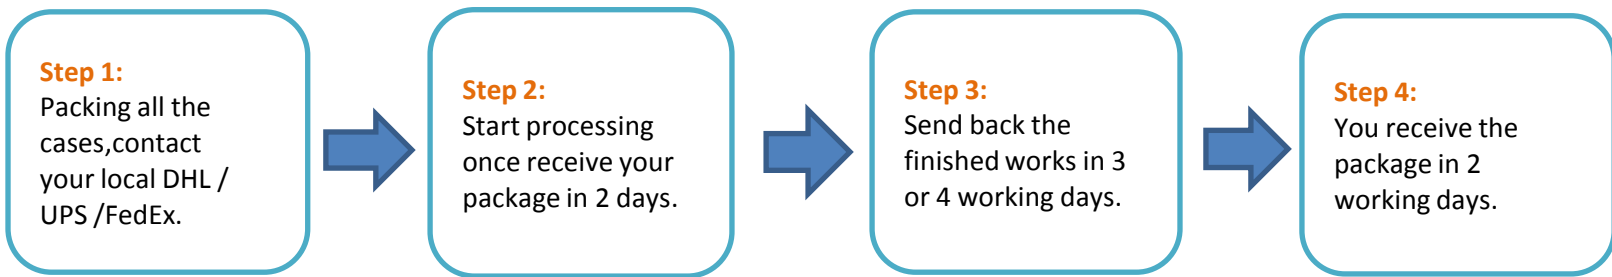 Step 1:
Packing all the
cases,contact
your local DHL /
UPS /FedEx.
Step 2:
Start processing
once receive your
package in 2 days.
Step 3:
Send back the
finished works in 3
or 4 working days.
Step 4:
You receive the
package in 2
working days.